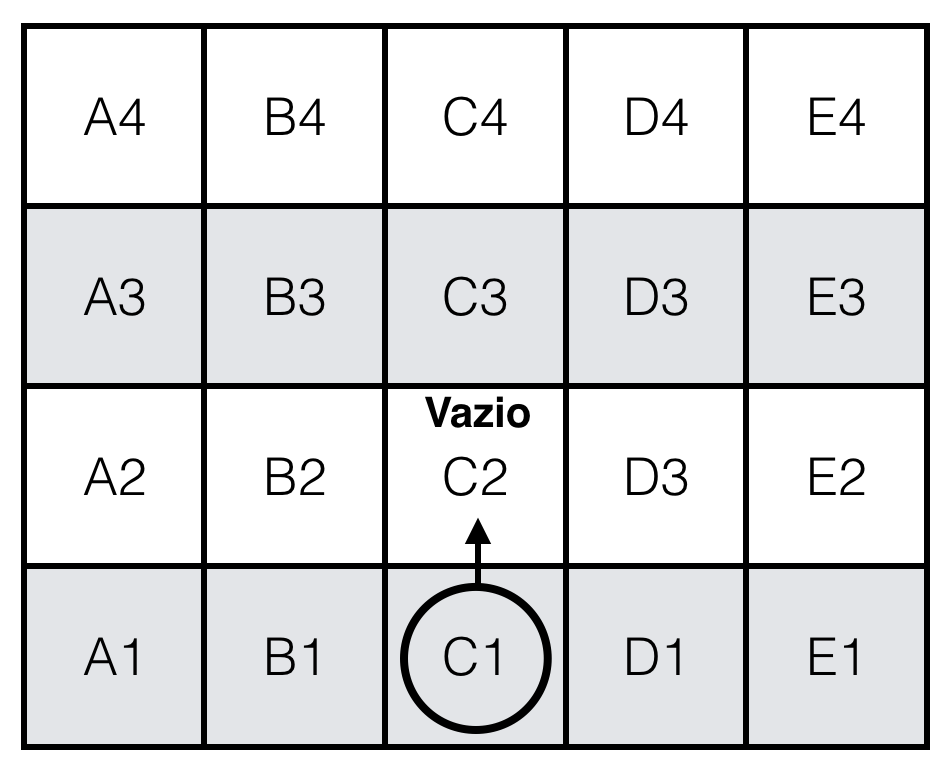 A4 B4 C4 D4 E4
A3 B3 C3 D3 E3
Vazio
A2 B2 C2 D3 E2
A1 B1 C1 D1 E1